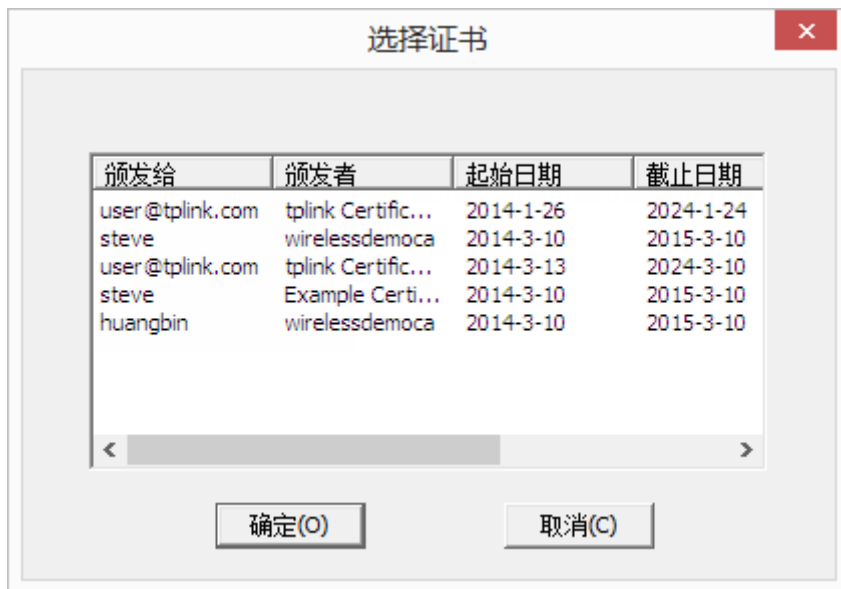 选择证书
颁发给 颁发者 起始日期 截止日期
user@tplink.com tplink Certific... 2014-1-26 2024-1-24
steve wirelessdemoca 2014-3-10 2015-3-10
user@tplink.com tplink Certific... 2014-3-13 2024-3-10
steve Example Certi... 2014-3-10 2015-3-10
huangbin wirelessdemoca 2014-3-10 2015-3-10
确定(O) 取消(C)